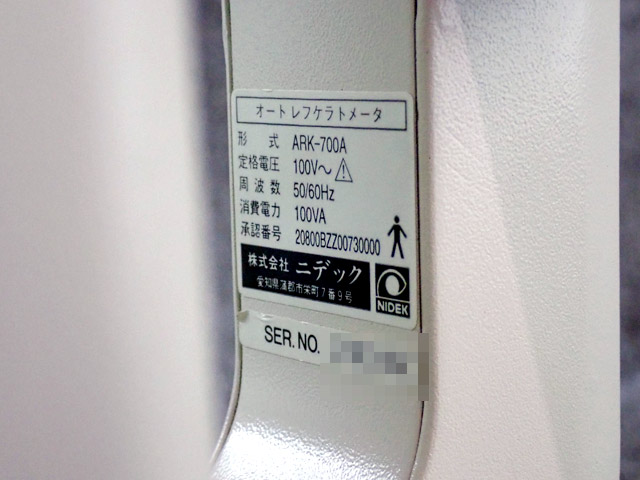 オートレフケラトメータ
形 式 ARK-700A
定格電圧 100V～
周波数 50/60Hz
消費電力 100VA
承認番号 20800BZZ00730000
株式会社 ニデック
愛知県蒲郡市栄町7番9号
NIDEK
SER. NO.